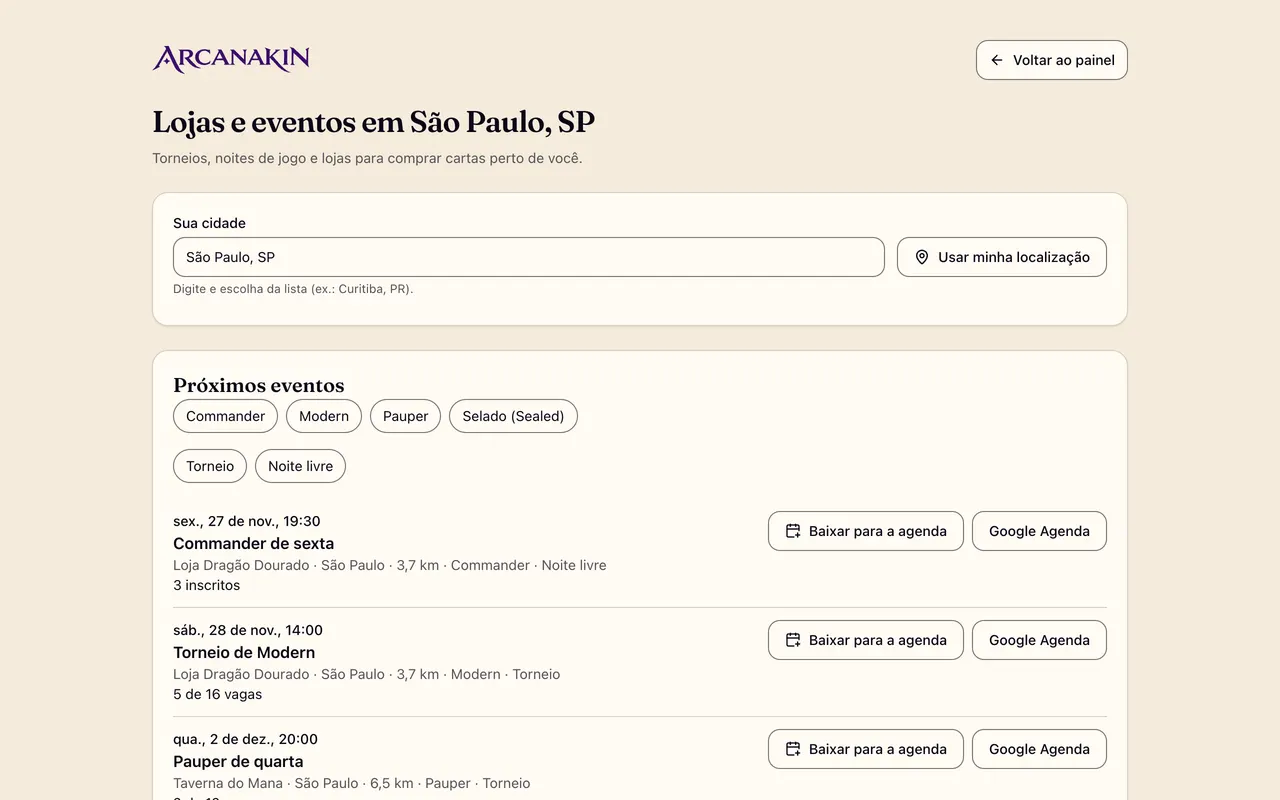 ARCANAKIN
Voltar ao painel
Lojas e eventos em São Paulo, SP
Torneios, noites de jogo e lojas para comprar cartas perto de você.
Sua cidade
São Paulo, SP
Usar minha localização
Digite e escolha da lista (ex.: Curitiba, PR).
Próximos eventos
Commander Modern Pauper Selado (Sealed)
Torneio Noite livre
sex., 27 de nov., 19:30
Commander de sexta
Loja Dragão Dourado · São Paulo · 3,7 km · Commander · Noite livre
3 inscritos
Baixar para a agenda Google Agenda
sáb., 28 de nov., 14:00
Torneio de Modern
Loja Dragão Dourado · São Paulo · 3,7 km · Modern · Torneio
5 de 16 vagas
Baixar para a agenda Google Agenda
qua., 2 de dez., 20:00
Pauper de quarta
Taverna do Mana · São Paulo · 6,5 km · Pauper · Torneio
Baixar para a agenda Google Agenda